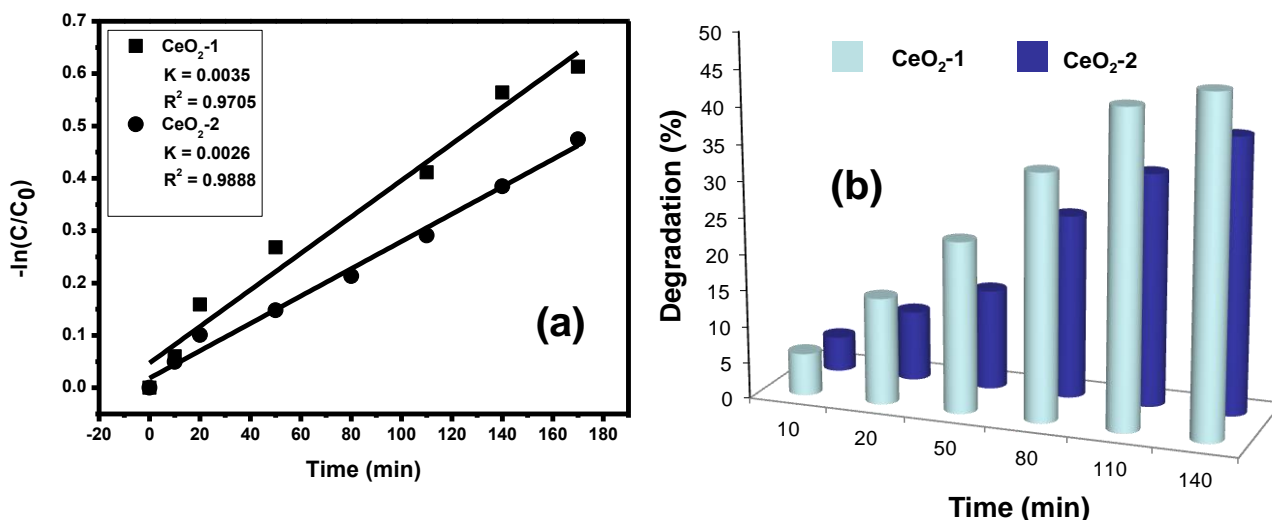 0.7
0.6
0.5
0.4
0.3
0.2
0.1
0.0
-ln(C/C0)
CeO2-1
K = 0.0035
R2 = 0.9705
CeO2-2
K = 0.0026
R2 = 0.9888
(a)
-20 0 20 40 60 80 100 120 140 160 180
Time (min)
50
45
40
35
30
25
20
15
10
5
0
Degradation (%)
CeO2-1 CeO2-2
(b)
10 20 50 80 110 140
Time (min)